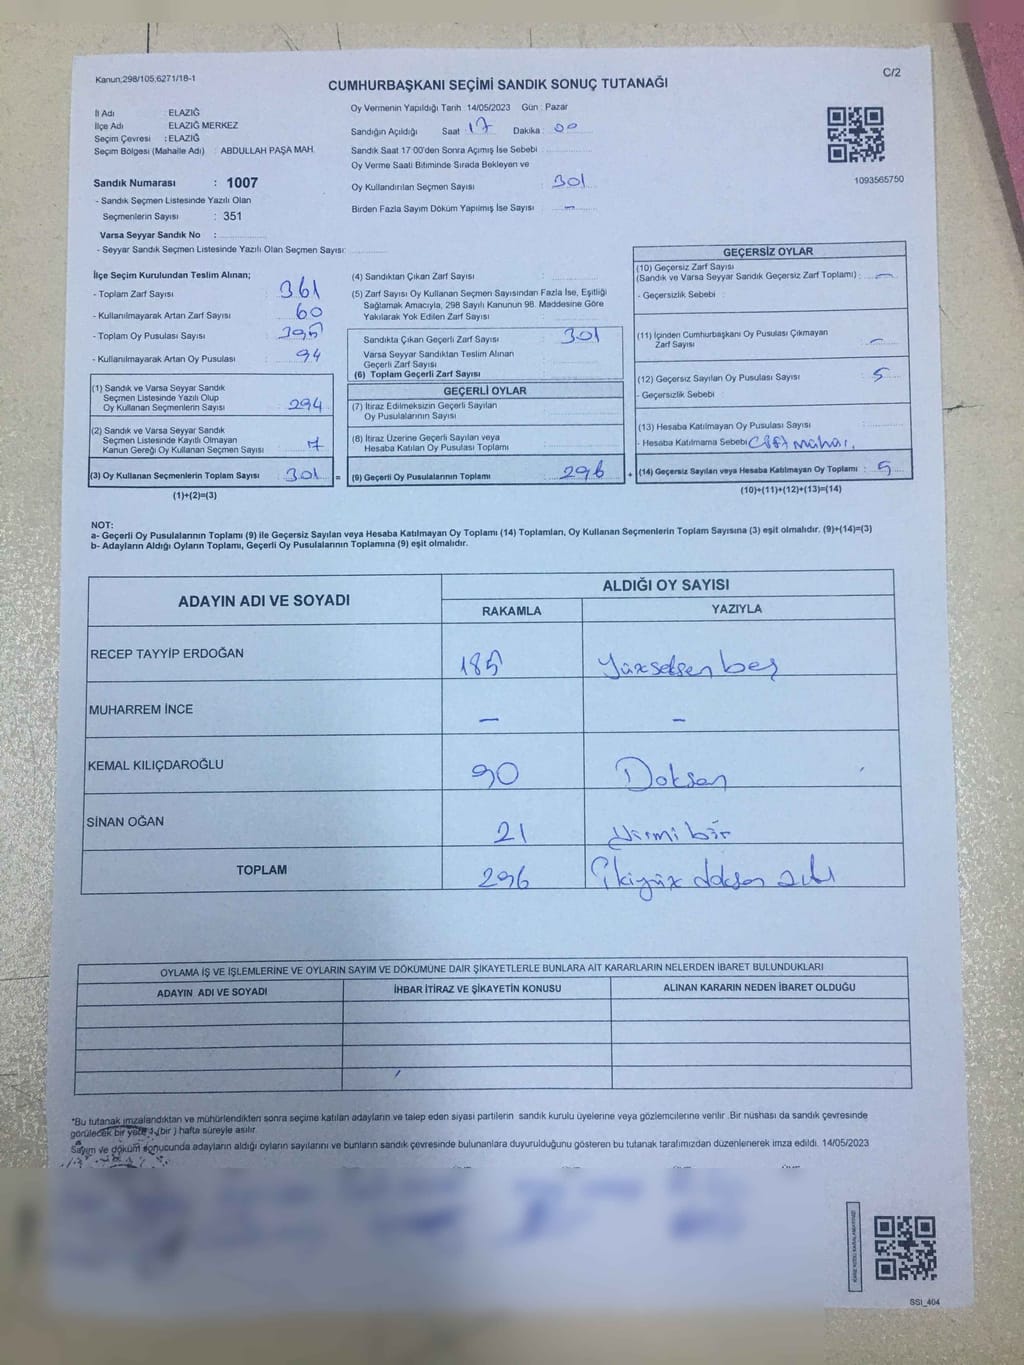 Kanun;298/105,6271/18-1
C/2
CUMHURBAŞKANI SEÇİMİ SANDIK SONUÇ TUTANAĞI
İl Adı : ELAZIĞ
İlçe Adı : ELAZIĞ MERKEZ
Seçim Çevresi : ELAZIĞ
Seçim Bölgesi (Mahalle Adı) : ABDULLAH PAŞA MAH.
Sandık Numarası : 1007
- Sandık Seçmen Listesinde Yazılı Olan
Seçmenlerin Sayısı : 351
Varsa Seyyar Sandık No :
- Seyyar Sandık Seçmen Listesinde Yazılı Olan Seçmen Sayısı:
Oy Vermenin Yapıldığı Tarih :14/05/2023 Gün : Pazar
Sandığın Açıldığı Saat : 17 Dakika : 00
Sandık Saat 17:00'den Sonra Açımış İse Sebebi :
Oy Verme Saati Bitiminde Sırada Bekleyen ve
Oy Kullandırılan Seçmen Sayısı : 301
Birden Fazla Sayım Döküm Yapılmış İse Sayısı : —
1093565750
İlçe Seçim Kurulundan Teslim Alınan;
- Toplam Zarf Sayısı : 361
- Kullanılmayarak Artan Zarf Sayısı : 60
- Toplam Oy Pusulası Sayısı : 395
- Kullanılmayarak Artan Oy Pusulası : 94
(1) Sandık ve Varsa Seyyar Sandık
Seçmen Listesinde Yazılı Olup
Oy Kullanan Seçmenlerin Sayısı : 294
(2) Sandık ve Varsa Seyyar Sandık
Seçmen Listesinde Kayıtlı Olmayan
Kanun Gereği Oy Kullanan Seçmen Sayısı : 7
(3) Oy Kullanan Seçmenlerin Toplam Sayısı : 301 =
(1)+(2)=(3)
(4) Sandıktan Çıkan Zarf Sayısı :
(5) Zarf Sayısı Oy Kullanan Seçmen Sayısından Fazla İse, Eşitliği
Sağlamak Amacıyla, 298 Sayılı Kanunun 98. Maddesine Göre
Yakılarak Yok Edilen Zarf Sayısı :
Sandıkta Çıkan Geçerli Zarf Sayısı : 301
Varsa Seyyar Sandıktan Teslim Alınan
Geçerli Zarf Sayısı :
(6) Toplam Geçerli Zarf Sayısı
GEÇERLİ OYLAR
(7) İtiraz Edilmeksizin Geçerli Sayılan
Oy Pusulalarının Sayısı :
(8) İtiraz Üzerine Geçerli Sayılan veya
Hesaba Katılan Oy Pusulası Toplamı :
(9) Geçerli Oy Pusulalarının Toplamı : 296 +
GEÇERSİZ OYLAR
(10) Geçersiz Zarf Sayısı
(Sandık ve Varsa Seyyar Sandık Geçersiz Zarf Toplamı) : —
- Geçersizlik Sebebi :
(11) İçinden Cumhurbaşkanı Oy Pusulası Çıkmayan
Zarf Sayısı : —
(12) Geçersiz Sayılan Oy Pusulası Sayısı : 5
- Geçersizlik Sebebi :
(13) Hesaba Katılmayan Oy Pusulası Sayısı :
- Hesaba Katılmama Sebebi :
(14) Geçersiz Sayılan veya Hesaba Katılmayan Oy Toplamı : 5
(10)+(11)+(12)+(13)=(14)
NOT:
a- Geçerli Oy Pusulalarının Toplamı (9) ile Geçersiz Sayılan veya Hesaba Katılmayan Oy Toplamı (14) Toplamları, Oy Kullanan Seçmenlerin Toplam Sayısına (3) eşit olmalıdır. (9)+(14)=(3)
b- Adayların Aldığı Oyların Toplamı, Geçerli Oy Pusulalarının Toplamına (9) eşit olmalıdır.
ADAYIN ADI VE SOYADI
ALDIĞI OY SAYISI
RAKAMLA YAZIYLA
RECEP TAYYİP ERDOĞAN 185 Yüzseksen beş
MUHARREM İNCE — —
KEMAL KILIÇDAROĞLU 90 Doksan
SİNAN OĞAN 21 Yirmi bir
TOPLAM 296 İkiyüz doksan altı
OYLAMA İŞ VE İŞLEMLERİNE VE OYLARIN SAYIM VE DÖKÜMÜNE DAİR ŞİKAYETLERLE BUNLARA AİT KARARLARIN NELERDEN İBARET BULUNDUKLARI
ADAYIN ADI VE SOYADI İHBAR İTİRAZ VE ŞİKAYETİN KONUSU ALINAN KARARIN NEDEN İBARET OLDUĞU
*Bu tutanak imzalandıktan ve mühürlendikten sonra seçime katılan adayların ve talep eden siyasi partilerin sandık kurulu üyelerine veya gözlemcilerine verilir .Bir nüshası da sandık çevresinde
görülecek bir yere 1 (bir ) hafta süreyle asılır.
Sayım ve döküm sonucunda adayların aldığı oyların sayılarını ve bunların sandık çevresinde bulunanlara duyurulduğunu gösteren bu tutanak tarafımızdan düzenlenerek imza edildi. 14/05/2023
SSI_404